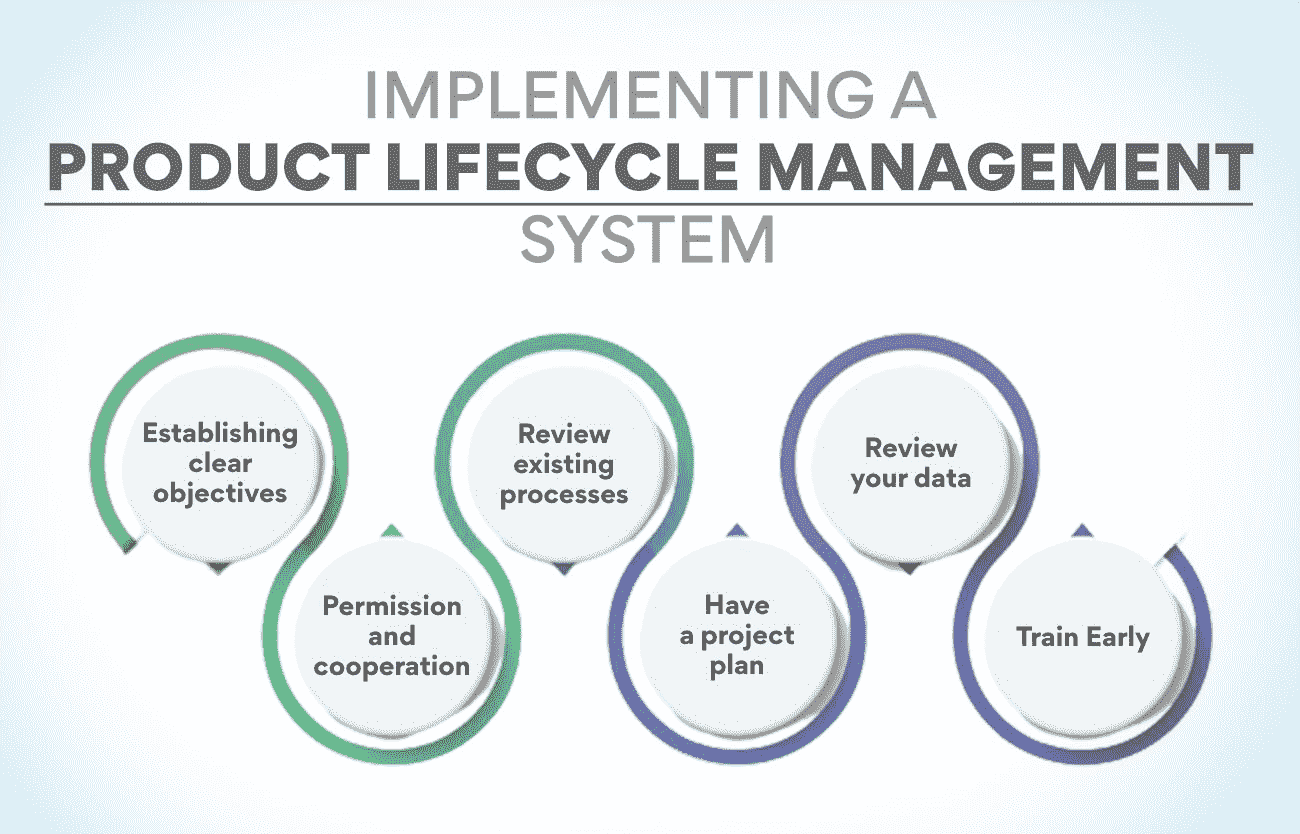 IMPLEMENTING A
PRODUCT LIFECYCLE MANAGEMENT
SYSTEM
Establishing
clear
objectives
Permission
and
cooperation
Review
existing
processes
Have
a project
plan
Review
your data
Train Early